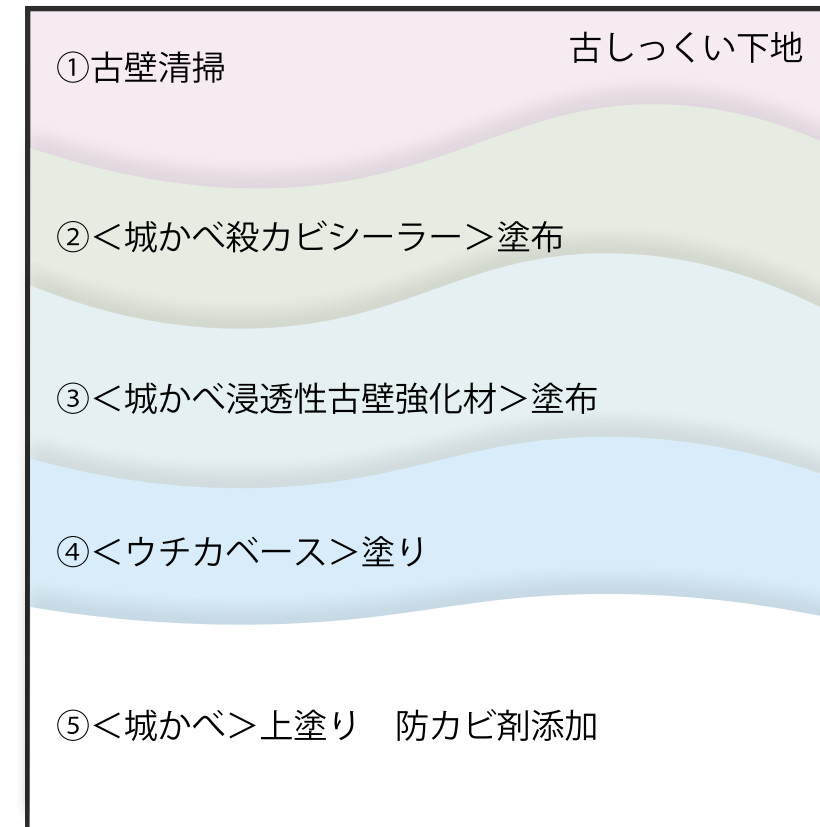 古しっくい下地
①古壁清掃
②＜城かべ殺カビシーラー＞塗布
③＜城かべ浸透性古壁強化材＞塗布
④＜ウチカベース＞塗り
⑤＜城かべ＞上塗り　防カビ剤添加